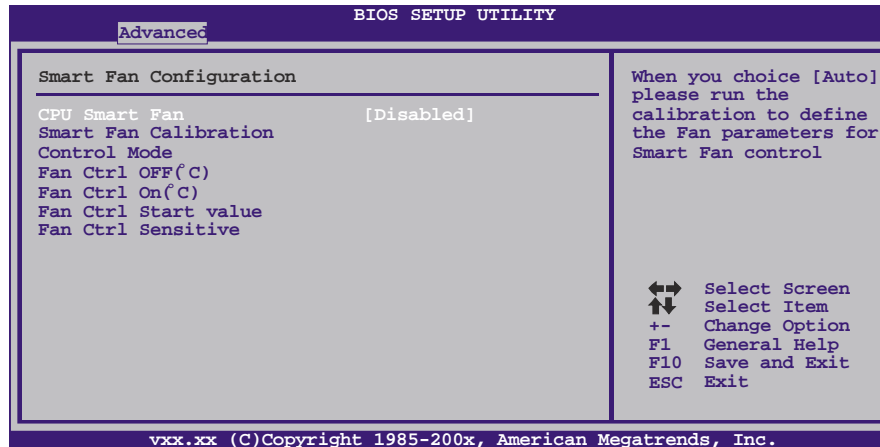 BIOS SETUP UTILITY
Advanced
Smart Fan Configuration
CPU Smart Fan [Disabled]
Smart Fan Calibration
Control Mode
Fan Ctrl OFF(°C)
Fan Ctrl On(°C)
Fan Ctrl Start value
Fan Ctrl Sensitive
When you choice [Auto]
please run the
calibration to define
the Fan parameters for
Smart Fan control
Select Screen
Select Item
+- Change Option
F1 General Help
F10 Save and Exit
ESC Exit
vxx.xx (C)Copyright 1985-200x, American Megatrends, Inc.